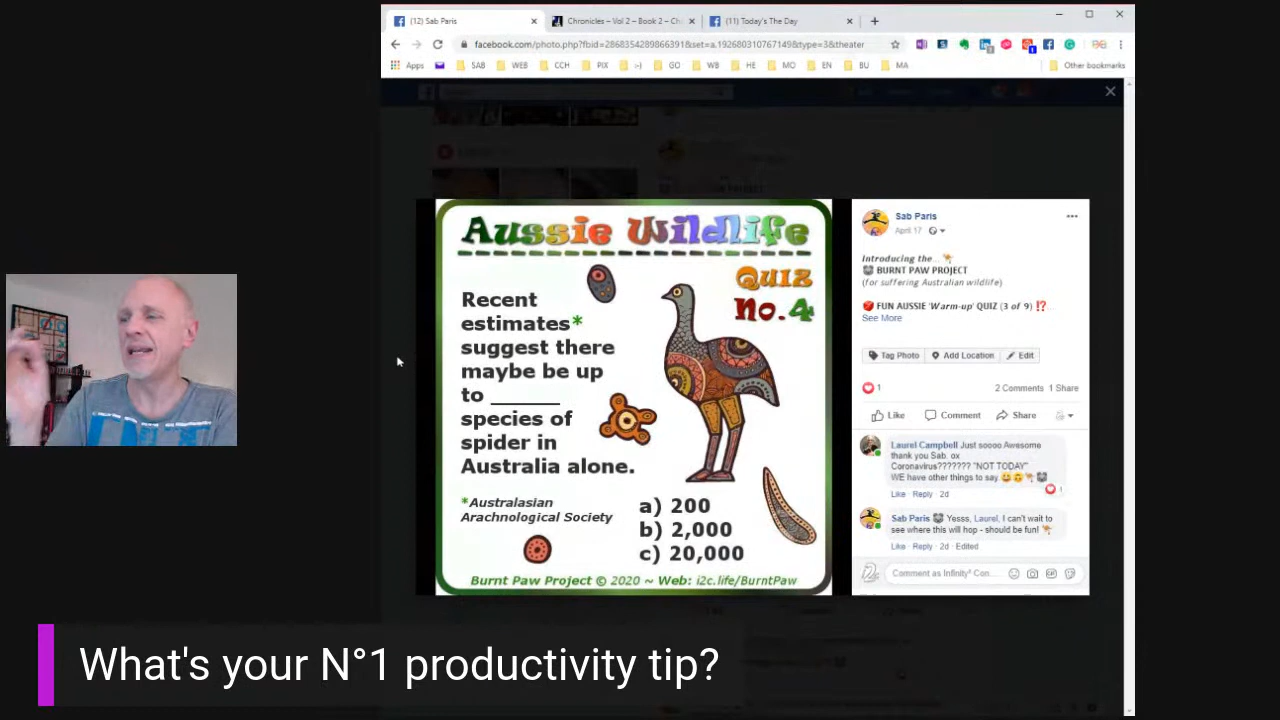 (12) Sab Paris
Chronicles – Vol 2 – Book 2 – Ch
(11) Today's The Day
facebook.com/photo.php?fbid=2868354289866391&set=a.192680310767149&type=3&theater
Apps
SAB
WEB
CCH
PIX
:-)
GO
WB
HE
MO
EN
BU
MA
Other bookmarks
Aussie Wildlife
Quiz
No.4
Recent
estimates*
suggest there
maybe be up
to ______
species of
spider in
Australia alone.
*Australasian
Arachnological Society
a) 200
b) 2,000
c) 20,000
Burnt Paw Project © 2020 ~ Web: i2c.life/BurntPaw
Sab Paris
April 17
Introducing the...
BURNT PAW PROJECT
(for suffering Australian wildlife)
FUN AUSSIE 'Warm-up' QUIZ (3 of 9) ⁉...
See More
Tag Photo
Add Location
Edit
1
2 Comments 1 Share
Like
Comment
Share
Laurel Campbell Just soooo Awesome
thank you Sab. ox
Coronavirus??????? "NOT TODAY"
WE have other things to say
1
Like Reply 2d
Sab Paris Yesss, Laurel, I can't wait to
see where this will hop - should be fun!
Like · Reply · 2d · Edited
Comment as Infinity² Con...
What's your N°1 productivity tip?